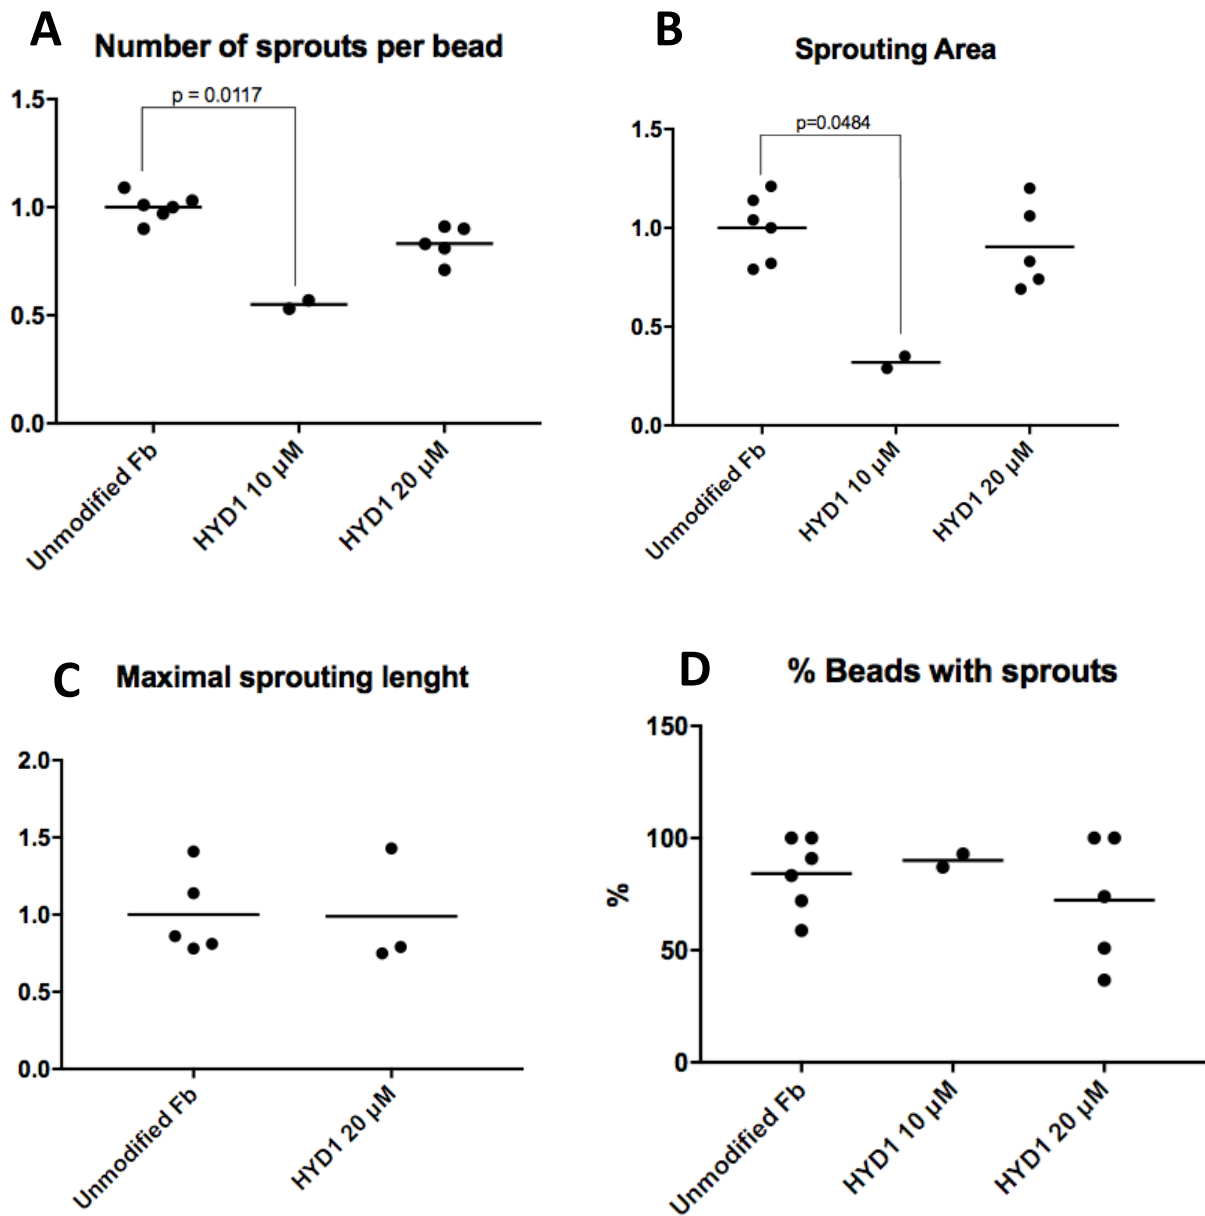 A
Number of sprouts per bead
p = 0.0117
1.5
1.0
0.5
0.0
Unmodified Fb
HYD1 10 µM
HYD1 20 µM
B
Sprouting Area
p=0.0484
1.5
1.0
0.5
0.0
Unmodified Fb
HYD1 10 µM
HYD1 20 µM
C
Maximal sprouting lenght
2.0
1.5
1.0
0.5
0.0
Unmodified Fb
HYD1 20 µM
D
% Beads with sprouts
150
100
50
0
%
Unmodified Fb
HYD1 10 µM
HYD1 20 µM